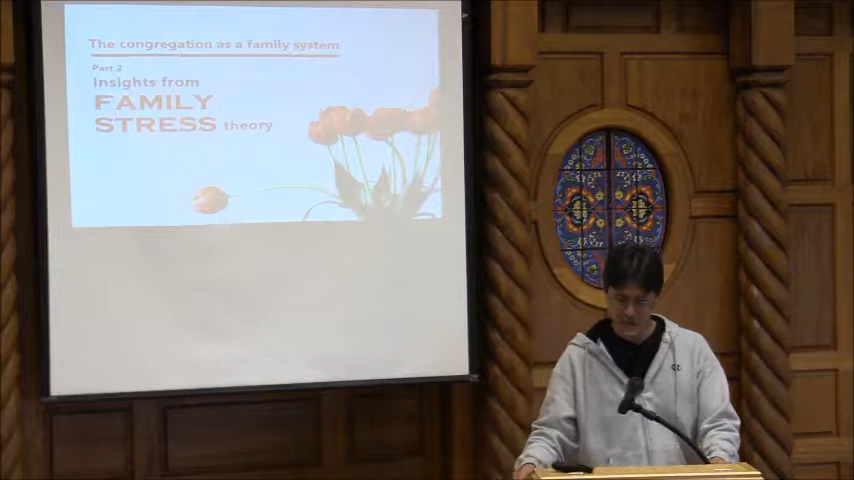 The congregation as a family system
Part 2
Insights from
FAMILY
STRESS theory